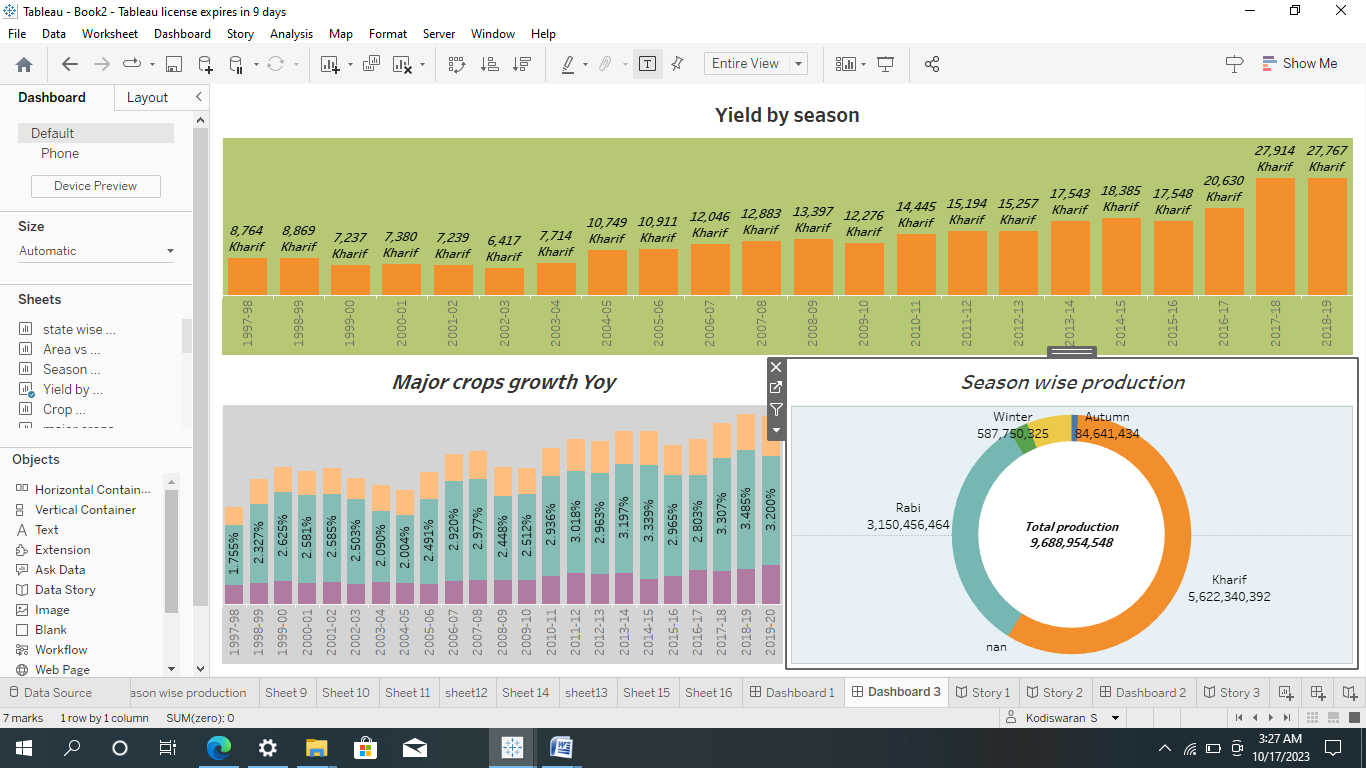 Tableau - Book2 - Tableau license expires in 9 days
File Data Worksheet Dashboard Story Analysis Map Format Server Window Help
Entire View
Show Me
Dashboard Layout
Default
Phone
Device Preview
Size
Automatic
Sheets
state wise ...
Area vs ...
Season ...
Yield by ...
Crop ...
Objects
Horizontal Contain...
Vertical Container
Text
Extension
Ask Data
Data Story
Image
Blank
Workflow
Web Page
Yield by season
8,764 Kharif
8,869 Kharif
7,237 Kharif
7,380 Kharif
7,239 Kharif
6,417 Kharif
7,714 Kharif
10,749 Kharif
10,911 Kharif
12,046 Kharif
12,883 Kharif
13,397 Kharif
12,276 Kharif
14,445 Kharif
15,194 Kharif
15,257 Kharif
17,543 Kharif
18,385 Kharif
17,548 Kharif
20,630 Kharif
27,914 Kharif
27,767 Kharif
1997-98 1998-99 1999-00 2000-01 2001-02 2002-03 2003-04 2004-05 2005-06 2006-07 2007-08 2008-09 2009-10 2010-11 2011-12 2012-13 2013-14 2014-15 2015-16 2016-17 2017-18 2018-19
Major crops growth Yoy
1.755% 2.327% 2.625% 2.581% 2.585% 2.503% 2.090% 2.004% 2.491% 2.920% 2.977% 2.448% 2.512% 2.936% 3.018% 2.963% 3.197% 3.339% 2.965% 2.803% 3.307% 3.485% 3.200%
1997-98 1998-99 1999-00 2000-01 2001-02 2002-03 2003-04 2004-05 2005-06 2006-07 2007-08 2008-09 2009-10 2010-11 2011-12 2012-13 2013-14 2014-15 2015-16 2016-17 2017-18 2018-19 2019-20
Season wise production
Winter
587,750,325
Autumn
84,641,434
Rabi
3,150,456,464
Total production
9,688,954,548
Kharif
5,622,340,392
nan
Data Source ason wise production Sheet 9 Sheet 10 Sheet 11 sheet12 Sheet 14 sheet13 Sheet 15 Sheet 16 Dashboard 1 Dashboard 3 Story 1 Story 2 Dashboard 2 Story 3
7 marks 1 row by 1 column SUM(zero): 0
Kodiswaran S
3:27 AM
10/17/2023